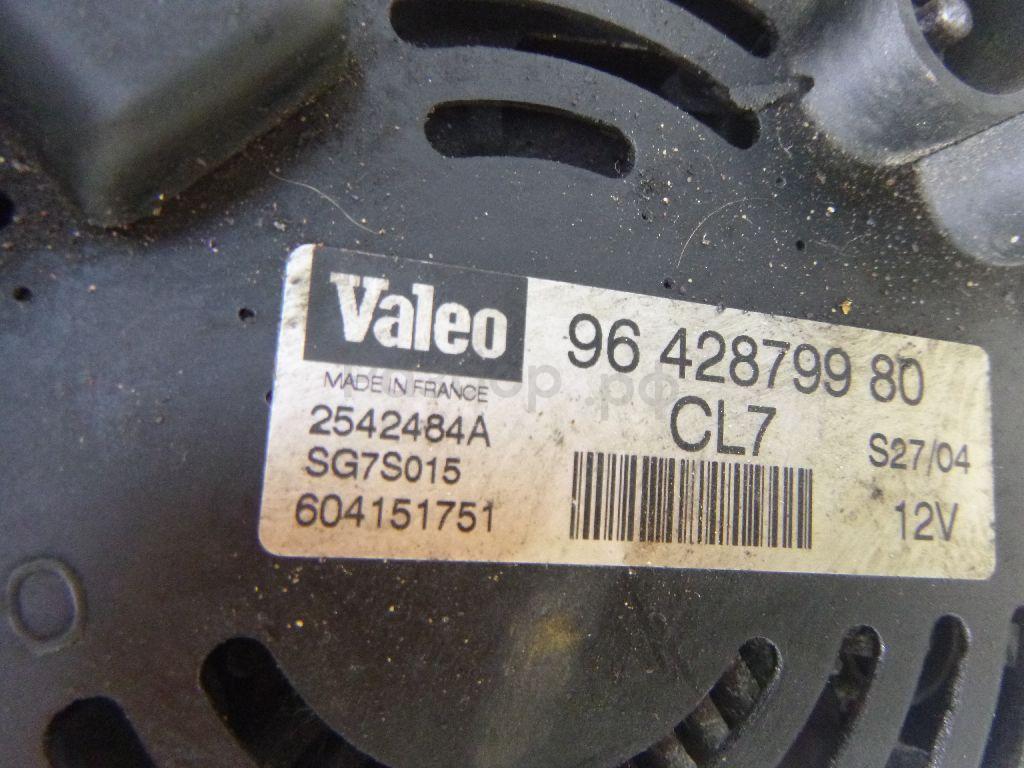 Valeo
MADE IN FRANCE
2542484A
SG7S015
604151751
96 428799 80
CL7
S27/04
12V